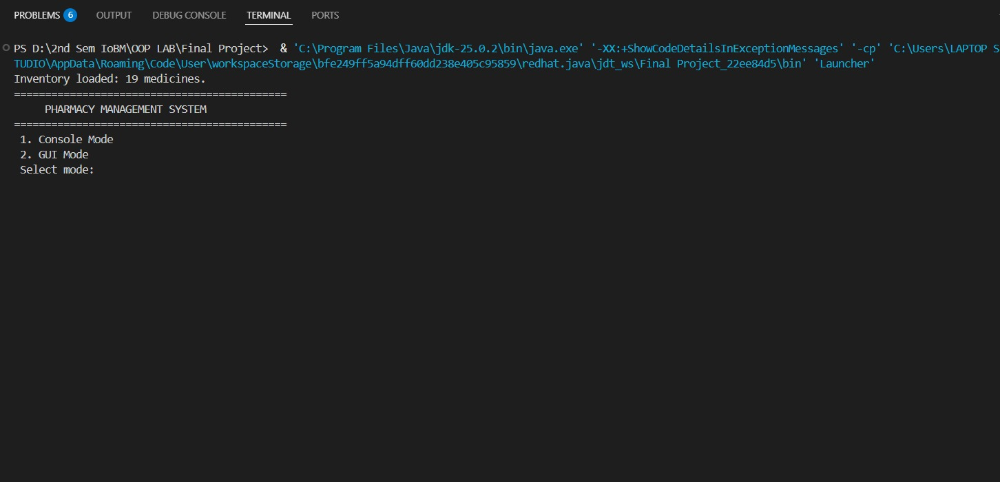 PROBLEMS 6 OUTPUT DEBUG CONSOLE TERMINAL PORTS
PS D:\2nd Sem IoBM\OOP LAB\Final Project>  & 'C:\Program Files\Java\jdk-25.0.2\bin\java.exe' '-XX:+ShowCodeDetailsInExceptionMessages' '-cp' 'C:\Users\LAPTOP S
TUDIO\AppData\Roaming\Code\User\workspaceStorage\bfe249ff5a94dff60dd238e405c95859\redhat.java\jdt_ws\Final Project_22ee84d5\bin' 'Launcher'
Inventory loaded: 19 medicines.
============================================
     PHARMACY MANAGEMENT SYSTEM
============================================
 1. Console Mode
 2. GUI Mode
 Select mode: